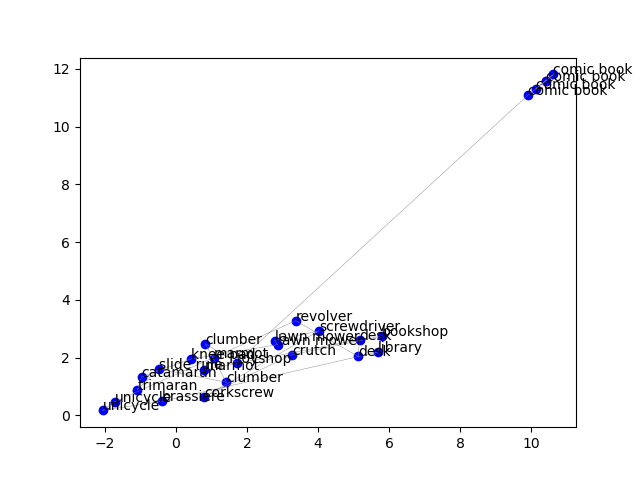 comic book
comic book
comic book
comic book
revolver
screwdriver
bookshop
clumber
lawn mower
desk
lawn mower
library
desk
crutch
knee pad
toyshop
marmot
slide rule
catamaran
clumber
trimaran
corkscrew
brassiere
unicycle
unicycle
12
10
8
6
4
2
0
−2
0
2
4
6
8
10